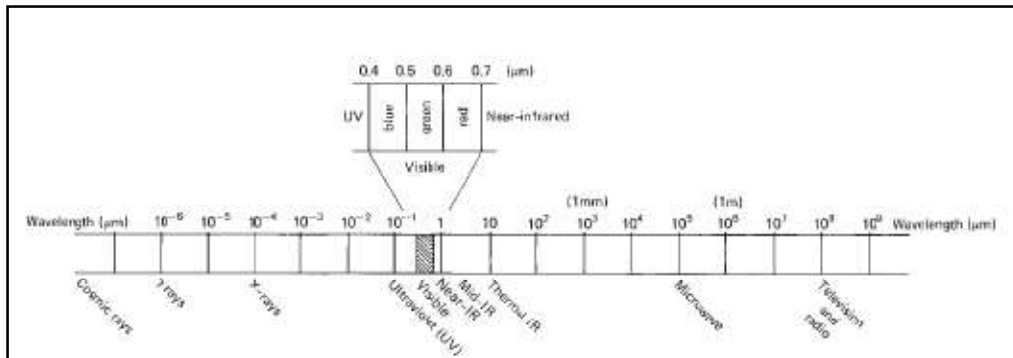 0.4 0.5 0.6 0.7 (μm)
UV blue green red Near-infrared
Visible
(1mm) (1m)
Wavelength (μm) 10⁻⁶ 10⁻⁵ 10⁻⁴ 10⁻³ 10⁻² 10⁻¹ 1 10 10² 10³ 10⁴ 10⁵ 10⁶ 10⁷ 10⁸ 10⁹ Wavelength (μm)
Cosmic rays
γ rays
X-rays
Ultraviolet (UV)
Visible
Near-IR
Mid-IR
Thermal IR
Microwave
Television
and
radio